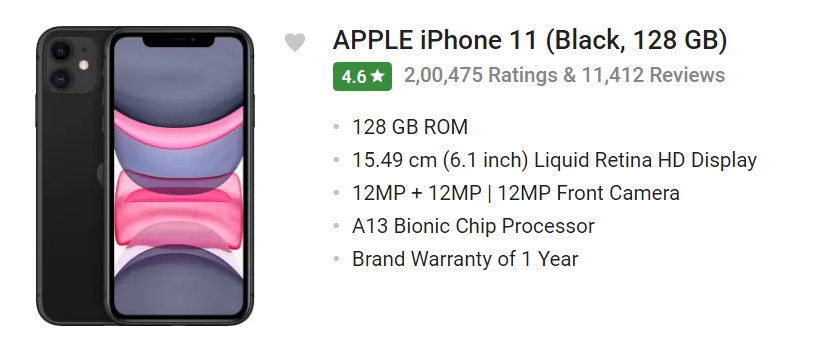 APPLE iPhone 11 (Black, 128 GB)
4.6★ 2,00,475 Ratings & 11,412 Reviews
128 GB ROM
15.49 cm (6.1 inch) Liquid Retina HD Display
12MP + 12MP | 12MP Front Camera
A13 Bionic Chip Processor
Brand Warranty of 1 Year